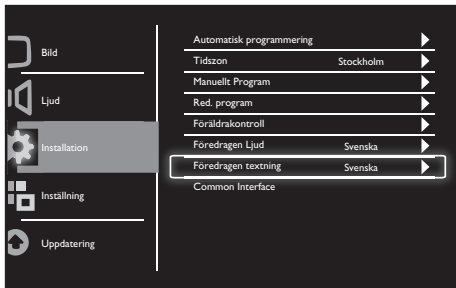 Bild
Ljud
Installation
Inställning
Uppdatering
Automatisk programmering
Tidszon Stockholm
Manuellt Program
Red. program
Föräldrakontroll
Föredragen Ljud Svenska
Föredragen textning Svenska
Common Interface